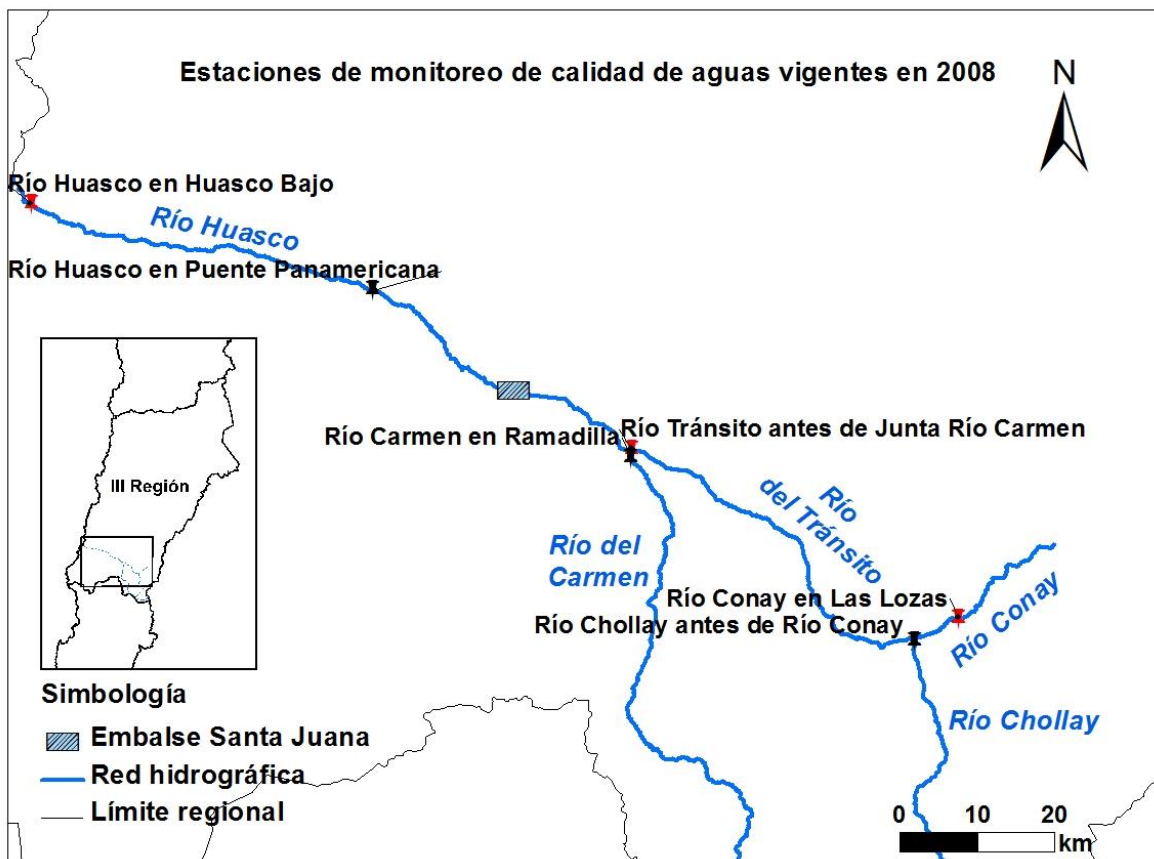 Estaciones de monitoreo de calidad de aguas vigentes en 2008
N
Río Huasco en Huasco Bajo
Río Huasco
Río Huasco en Puente Panamericana
Río Carmen en Ramadilla
Río Tránsito antes de Junta Río Carmen
Río
del Tránsito
Río del
Carmen
Río Conay en Las Lozas
Río Chollay antes de Río Conay
Río Conay
Río Chollay
III Región
Simbología
Embalse Santa Juana
Red hidrográfica
Límite regional
0 10 20
km